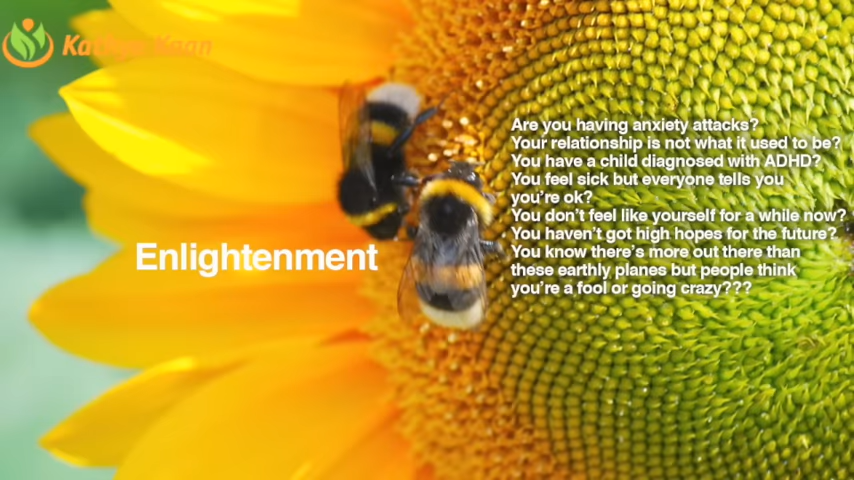 Enlightenment
Are you having anxiety attacks?
Your relationship is not what it used to be?
You have a child diagnosed with ADHD?
You feel sick but everyone tells you
you're ok?
You don't feel like yourself for a while now?
You haven't got high hopes for the future?
You know there's more out there than
these earthly planes but people think
you're a fool or going crazy???